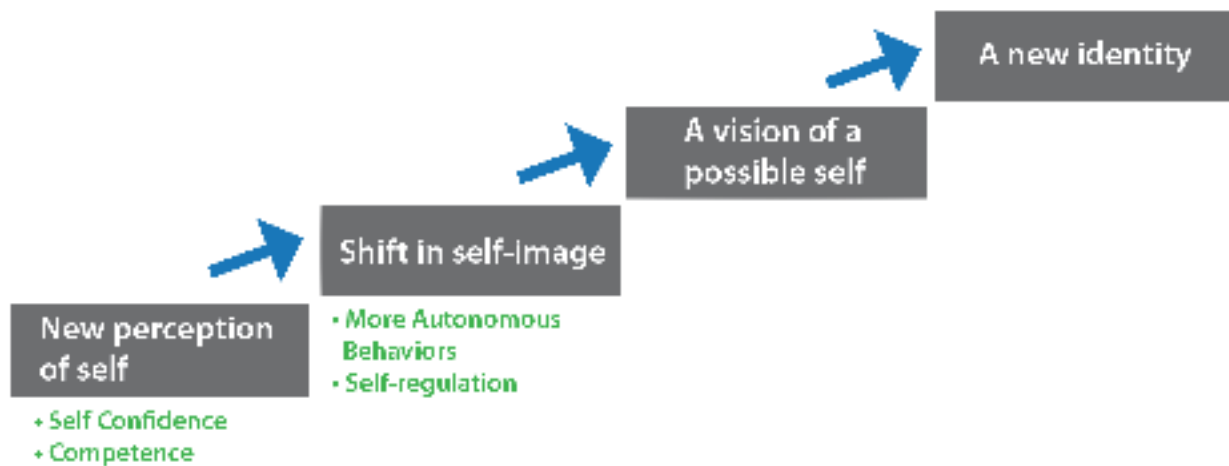 A new identity
A vision of a
possible self
Shift in self-image
New perception
of self
• More Autonomous
Behaviors
• Self-regulation
+ Self Confidence
+ Competence